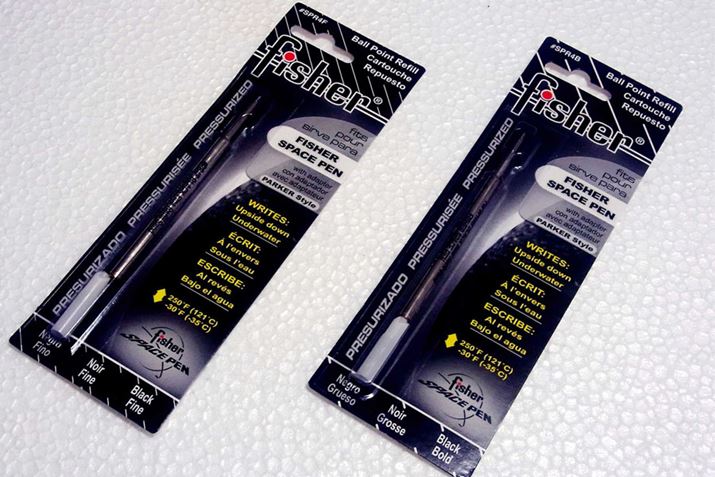 #SPR4F
Ball Point Refill
Cartouche
Repuesto
fisher®
PRESURIZADO PRESSURISÉE PRESSURIZED
fits
pour
sirve para
FISHER
SPACE PEN
with adapter
con adaptador
avec adaptateur
PARKER Style
WRITES:
Upside down
Underwater
ÉCRIT:
À l'envers
Sous l'eau
ESCRIBE:
Al revés
Bajo el agua
250°F (121°C)
-30°F (-35°C)
fisher
SPACE PEN
Negro
Fino
Noir
Fine
Black
Fine
#SPR4B
Ball Point Refill
Cartouche
Repuesto
fisher®
PRESURIZADO PRESSURISÉE PRESSURIZED
fits
pour
sirve para
FISHER
SPACE PEN
with adapter
con adaptador
avec adaptateur
PARKER Style
WRITES:
Upside down
Underwater
ÉCRIT:
À l'envers
Sous l'eau
ESCRIBE:
Al revés
Bajo el agua
250°F (121°C)
-30°F (-35°C)
fisher
SPACE PEN
Negro
Grueso
Noir
Grosse
Black
Bold